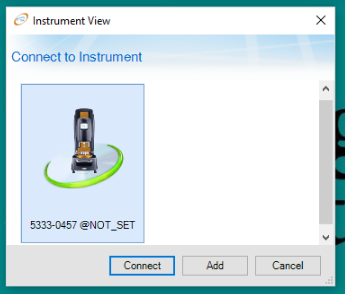 Instrument View
Connect to Instrument
5333-0457 @NOT_SET
Connect
Add
Cancel